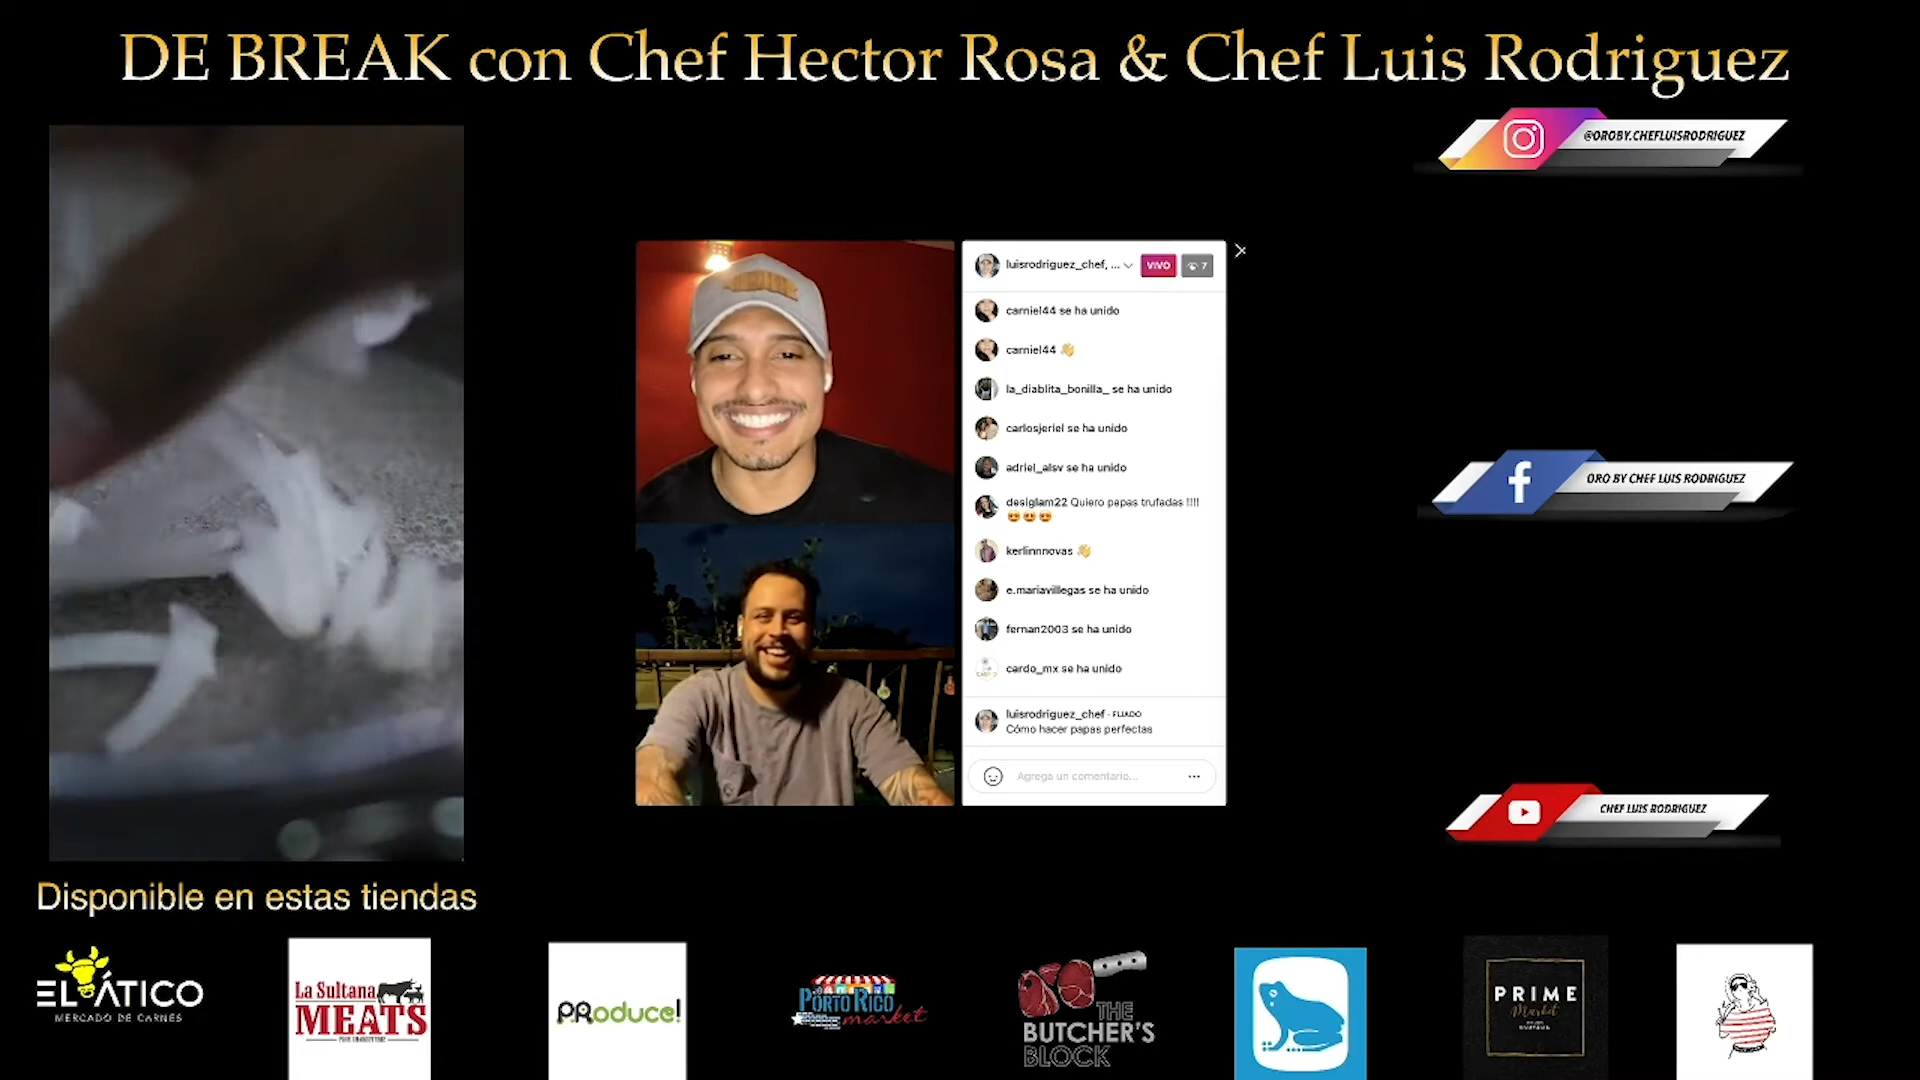 DE BREAK con Chef Hector Rosa & Chef Luis Rodriguez
@OROBY.CHEFLUISRODRIGUEZ
luisrodriguez_chef, ...
VIVO
7
carniel44 se ha unido
carniel44 👋
la_diablita_bonilla_ se ha unido
carlosjeriel se ha unido
adriel_alsv se ha unido
desiglam22 Quiero papas trufadas !!!!
😍😍😍
kerlinnnovas 👋
e.mariavillegas se ha unido
fernan2003 se ha unido
cardo_mx se ha unido
luisrodriguez_chef · FIJADO
Cómo hacer papas perfectas
Agrega un comentario...
ORO BY CHEF LUIS RODRIGUEZ
CHEF LUIS RODRIGUEZ
Disponible en estas tiendas
EL ÁTICO
MERCADO DE CARNES
La Sultana
MEATS
PRoduce!
PORTO RICO
market
THE
BUTCHER'S
BLOCK
PRIME
Market